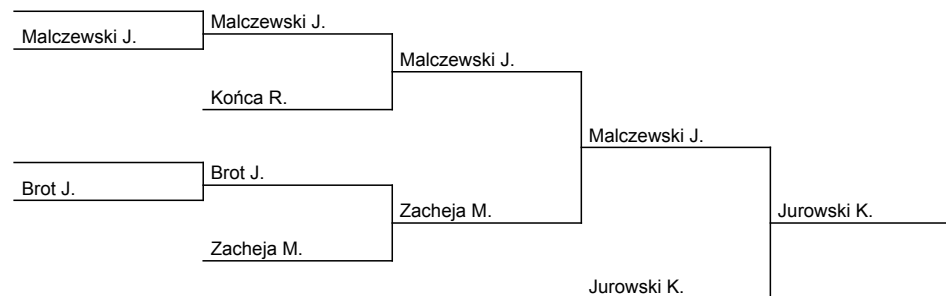 Malczewski J.
Malczewski J.
Malczewski J.
Końca R.
Malczewski J.
Brot J.
Brot J.
Zacheja M.
Jurowski K.
Zacheja M.
Jurowski K.